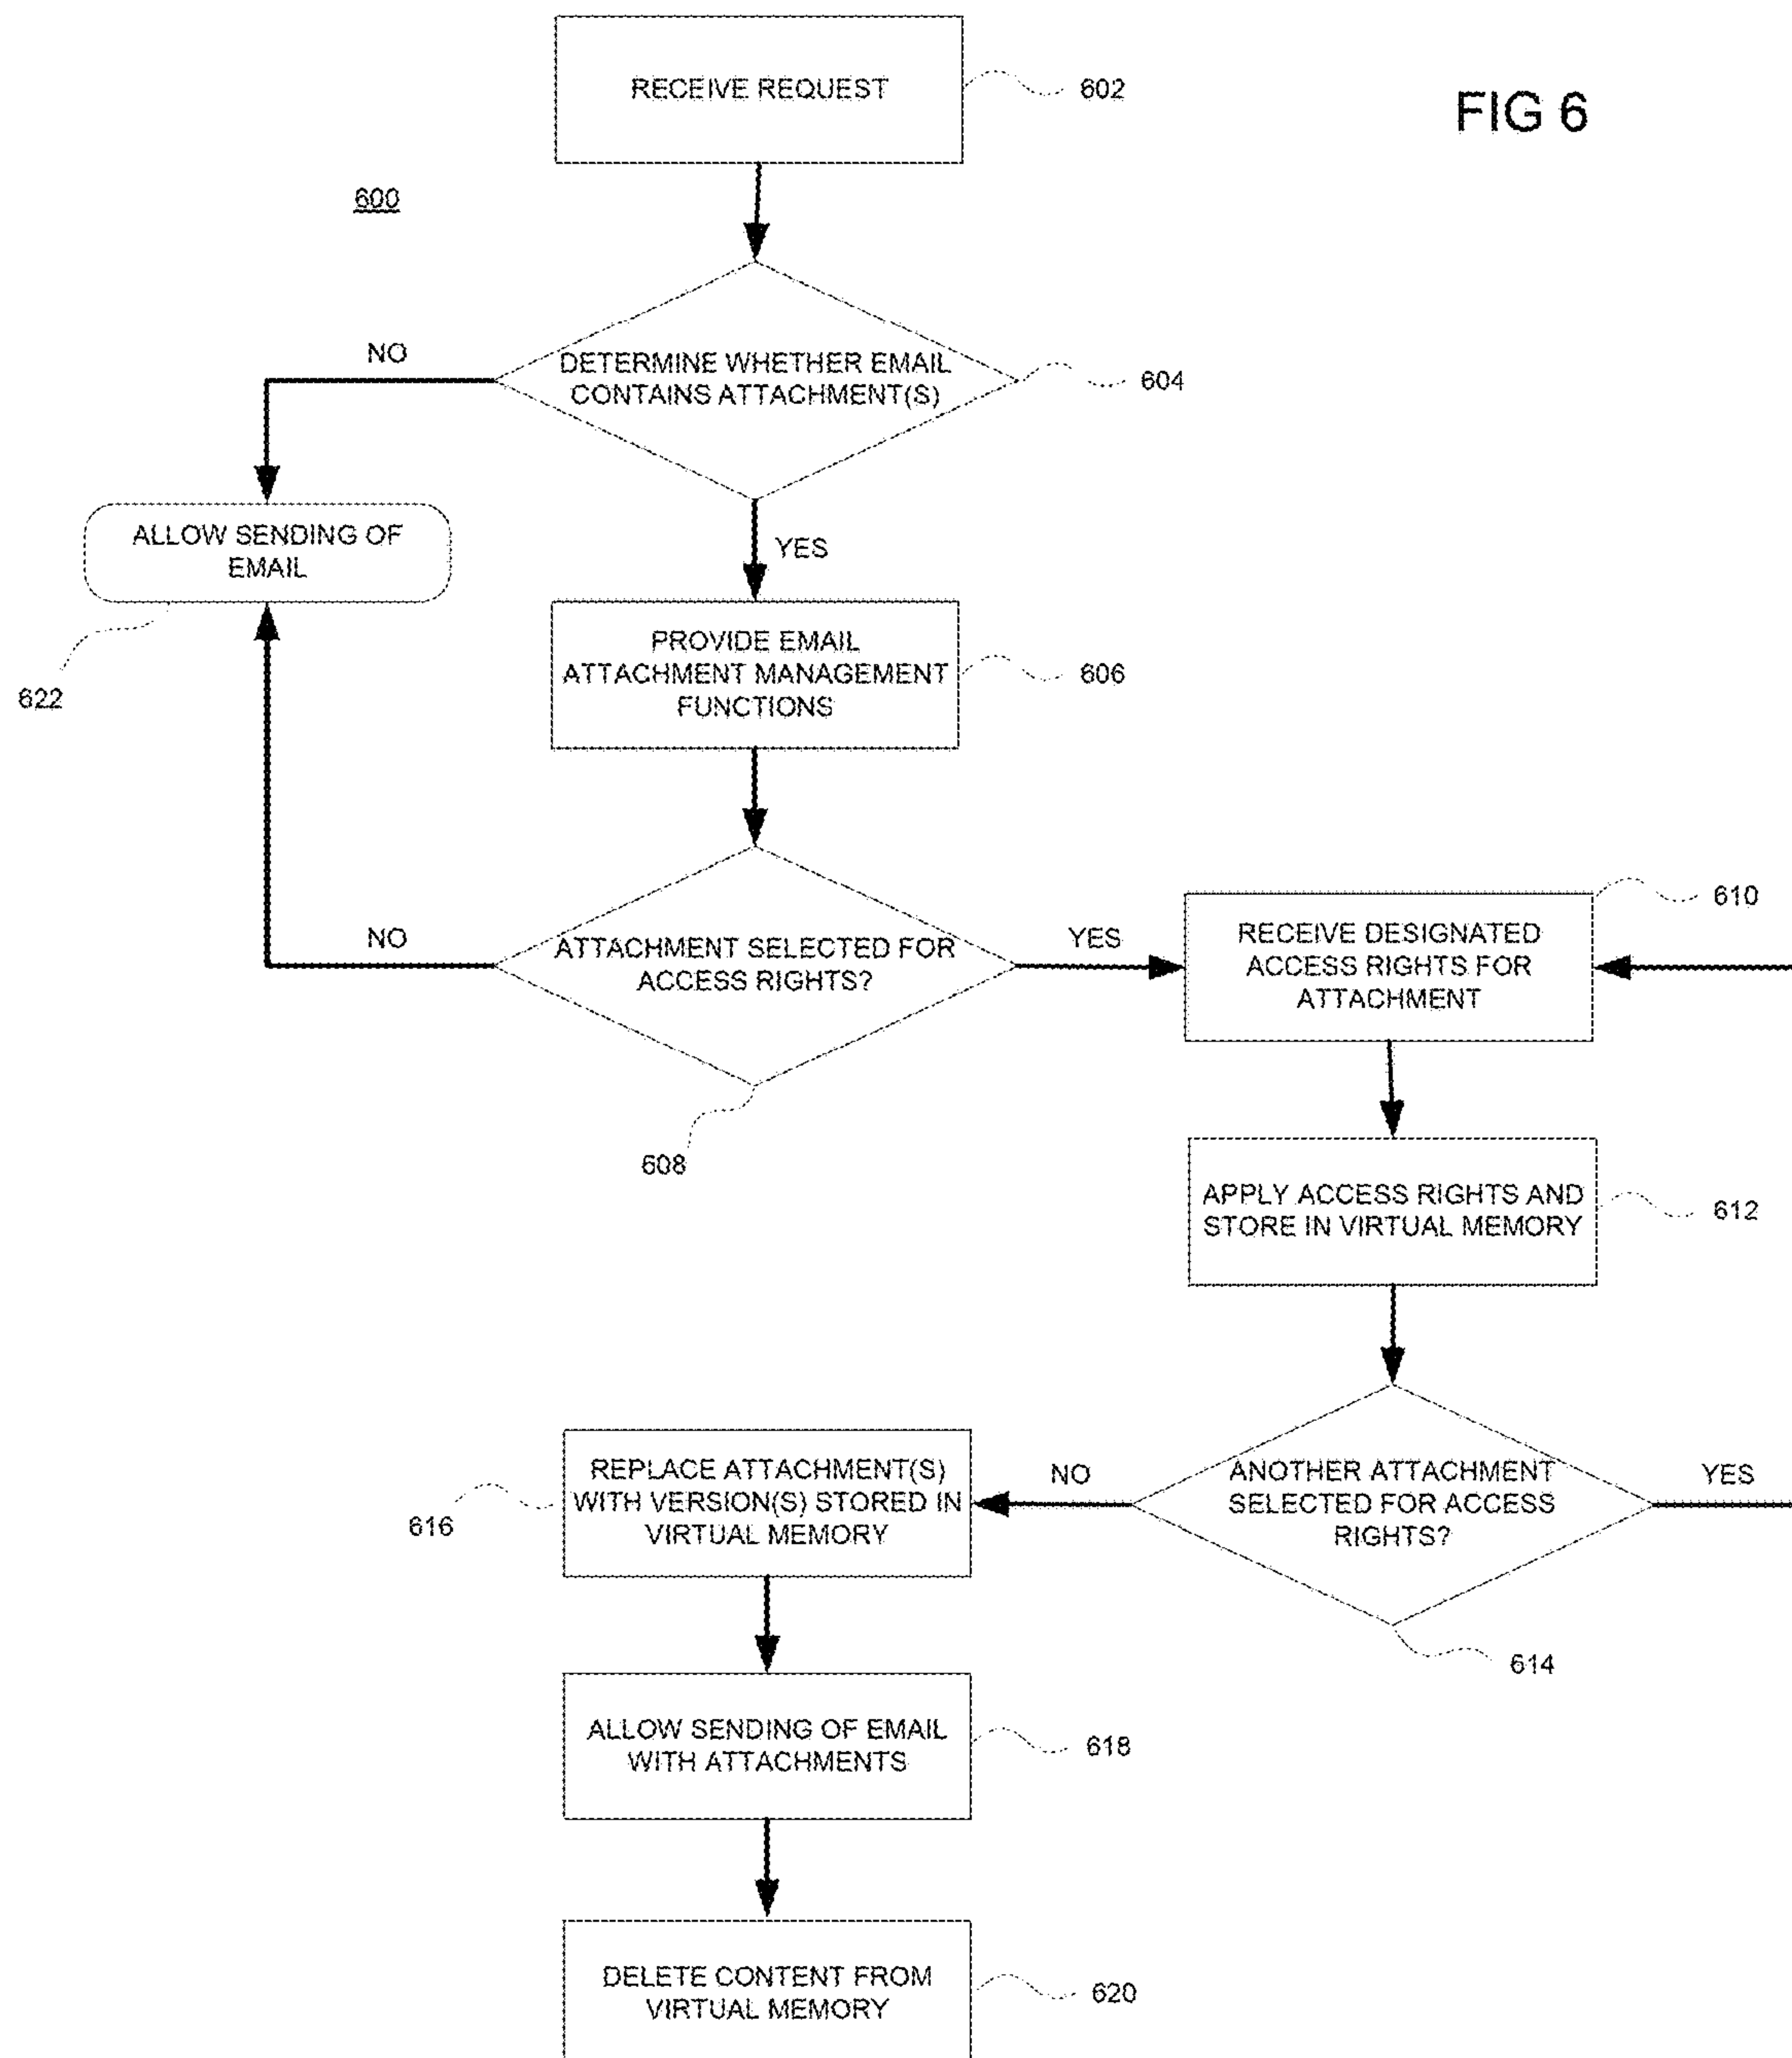 RECEIVE REQUEST
602
FIG 6
600
DETERMINE WHETHER EMAIL
CONTAINS ATTACHMENT(S)
604
NO
YES
ALLOW SENDING OF
EMAIL
622
PROVIDE EMAIL
ATTACHMENT MANAGEMENT
FUNCTIONS
606
ATTACHMENT SELECTED FOR
ACCESS RIGHTS?
608
NO
YES
RECEIVE DESIGNATED
ACCESS RIGHTS FOR
ATTACHMENT
610
APPLY ACCESS RIGHTS AND
STORE IN VIRTUAL MEMORY
612
ANOTHER ATTACHMENT
SELECTED FOR ACCESS
RIGHTS?
614
NO
YES
REPLACE ATTACHMENT(S)
WITH VERSION(S) STORED IN
VIRTUAL MEMORY
616
ALLOW SENDING OF EMAIL
WITH ATTACHMENTS
618
DELETE CONTENT FROM
VIRTUAL MEMORY
620